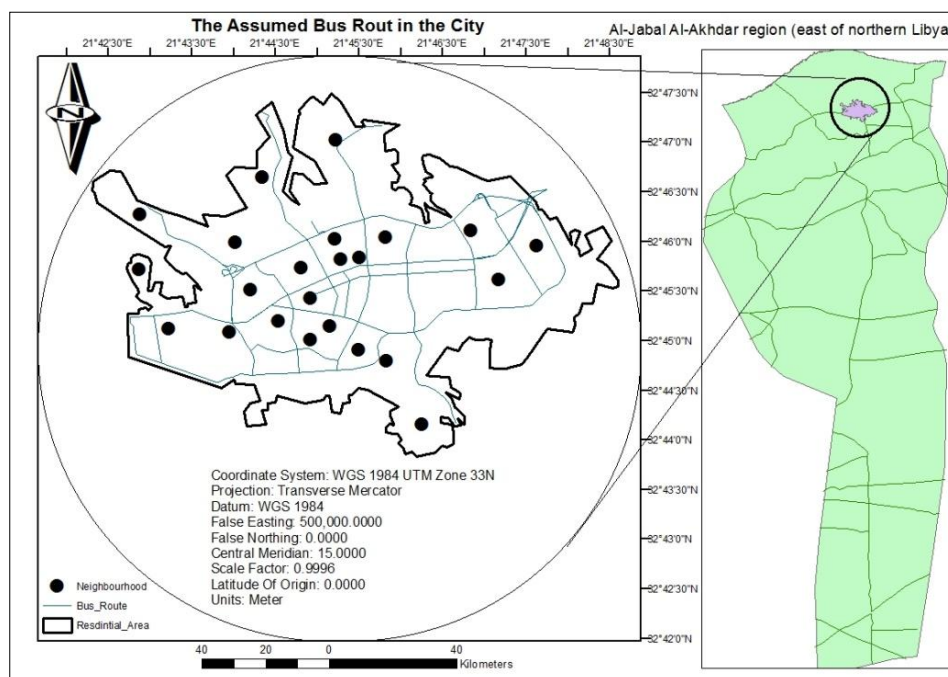 The Assumed Bus Rout in the City
Al-Jabal Al-Akhdar region (east of northern Libya
21°42'30"E 21°43'30"E 21°44'30"E 21°45'30"E 21°46'30"E 21°47'30"E 21°48'30"E
N
32°47'30"N
32°47'0"N
32°46'30"N
32°46'0"N
32°45'30"N
32°45'0"N
32°44'30"N
32°44'0"N
32°43'30"N
32°43'0"N
32°42'30"N
32°42'0"N
Coordinate System: WGS 1984 UTM Zone 33N
Projection: Transverse Mercator
Datum: WGS 1984
False Easting: 500,000.0000
False Northing: 0.0000
Central Meridian: 15.0000
Scale Factor: 0.9996
Latitude Of Origin: 0.0000
Units: Meter
Neighbourhood
Bus_Route
Resdintial_Area
40 20 0 40
Kilometers